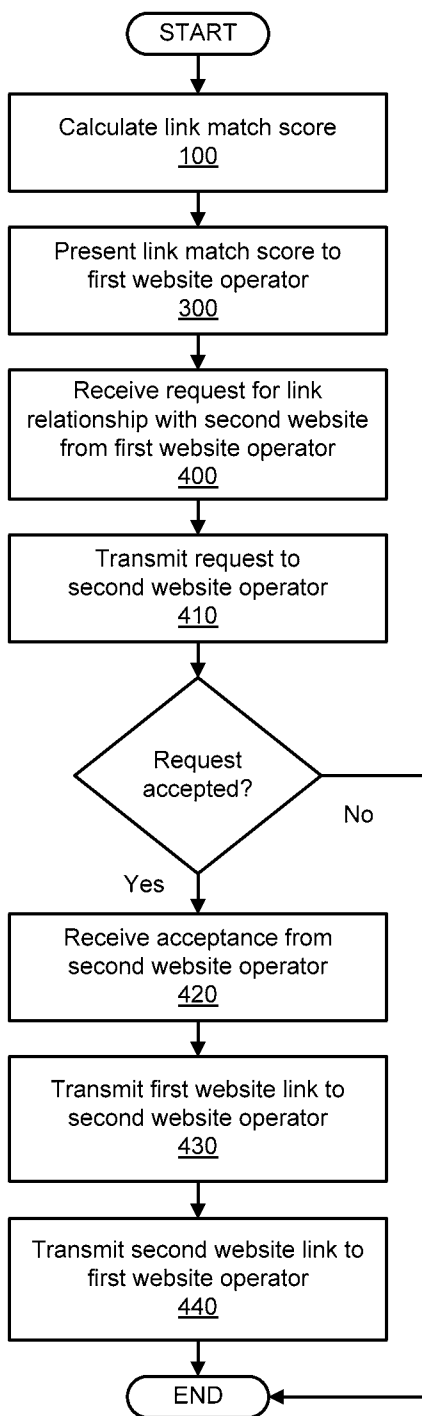 START
Calculate link match score
100
Present link match score to
first website operator
300
Receive request for link
relationship with second website
from first website operator
400
Transmit request to
second website operator
410
Request
accepted?
No
Yes
Receive acceptance from
second website operator
420
Transmit first website link to
second website operator
430
Transmit second website link to
first website operator
440
END